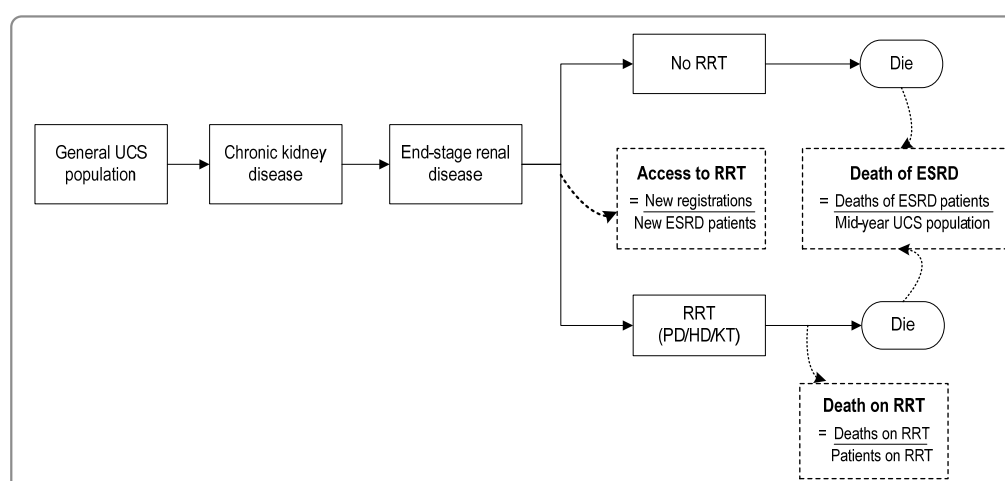 No RRT
Die
General UCS
population
Chronic kidney
disease
End-stage renal
disease
Access to RRT
= New registrations
New ESRD patients
Death of ESRD
= Deaths of ESRD patients
Mid-year UCS population
RRT
(PD/HD/KT)
Die
Death on RRT
= Deaths on RRT
Patients on RRT